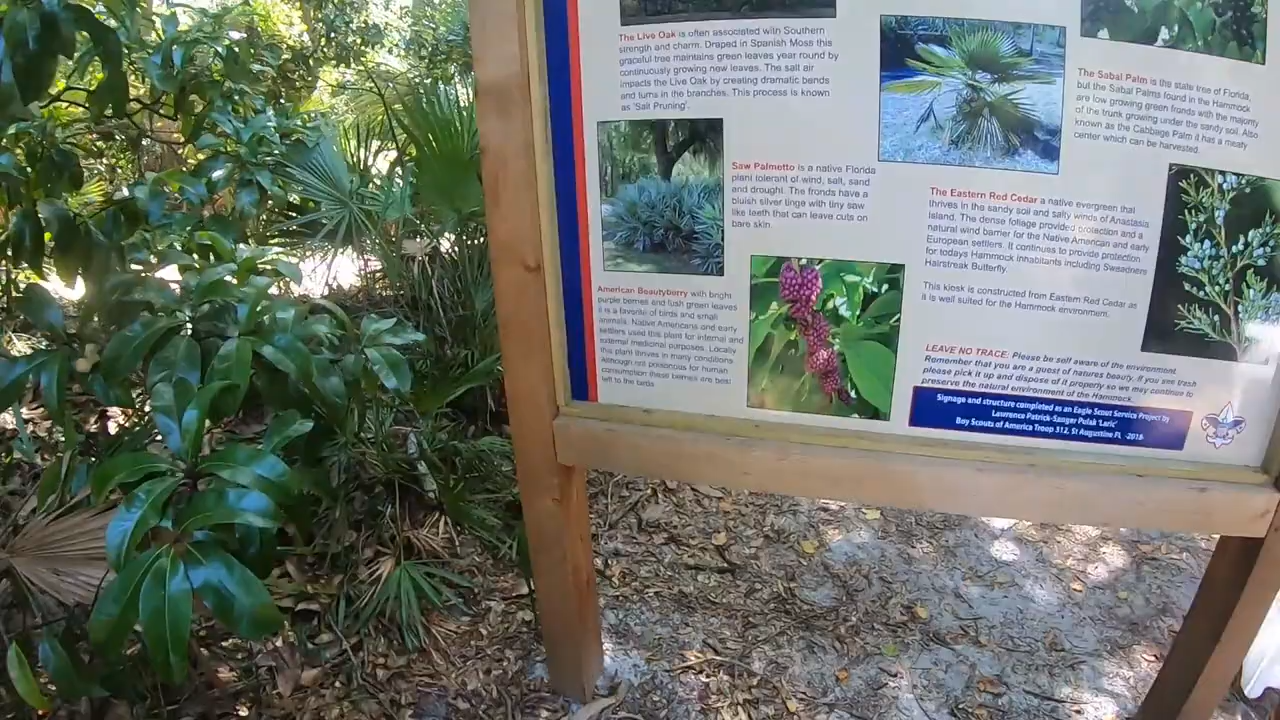 The Live Oak is often associated with Southern
strength and charm. Draped in Spanish Moss this
graceful tree maintains green leaves year round by
continuously growing new leaves. The salt air
impacts the Live Oak by creating dramatic bends
and turns in the branches. This process is known
as 'Salt Pruning'.
The Sabal Palm is the state tree of Florida,
but the Sabal Palms found in the Hammock
are low growing green fronds with the majority
of the trunk growing under the sandy soil. Also
known as the Cabbage Palm it has a meaty
center which can be harvested.
Saw Palmetto is a native Florida
plant tolerant of wind, salt, sand
and drought. The fronds have a
bluish silver tinge with tiny saw
like teeth that can leave cuts on
bare skin.
The Eastern Red Cedar a native evergreen that
thrives in the sandy soil and salty winds of Anastasia
Island. The dense foliage provided protection and a
natural wind barrier for the Native American and early
European settlers. It continues to provide protection
for todays Hammock inhabitants including Sweadners
Hairstreak Butterfly.
This kiosk is constructed from Eastern Red Cedar as
it is well suited for the Hammock environment.
American Beautyberry with bright
purple berries and lush green leaves
it is a favorite of birds and small
animals. Native Americans and early
settlers used this plant for internal and
external medicinal purposes. Locally
this plant thrives in many conditions
Although not poisonous for human
consumption these berries are best
left to the birds.
LEAVE NO TRACE: Please be self aware of the environment.
Remember that you are a guest of natures beauty. If you see trash
please pick it up and dispose of it properly so we may continue to
preserve the natural environment of the Hammock.
Signage and structure completed as an Eagle Scout Service Project by
Lawrence Patrick-Sanger Pulak 'Laric'
Boy Scouts of America Troop 312, St Augustine FL -2018